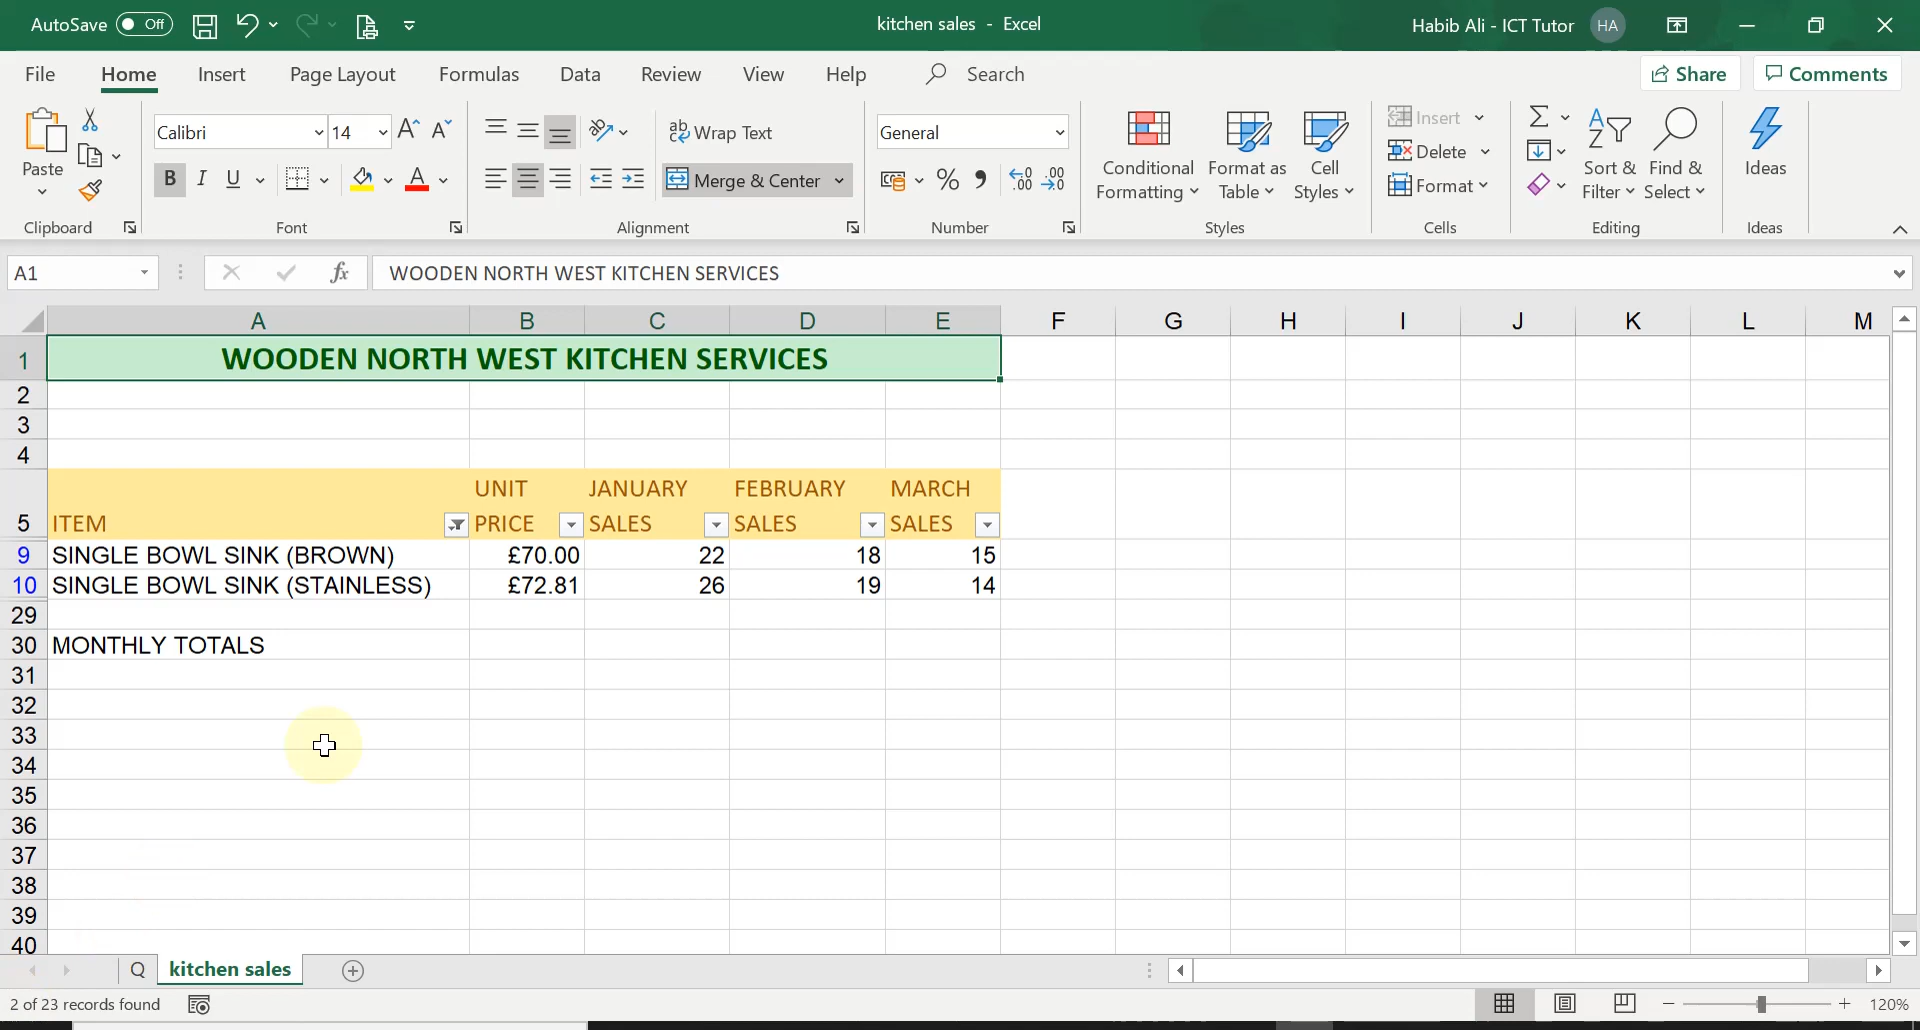 AutoSave Off
kitchen sales - Excel
Habib Ali - ICT Tutor HA
File Home Insert Page Layout Formulas Data Review View Help Search Share Comments
Paste
Clipboard
Calibri 14
B I U A
Font
ab Wrap Text
Merge & Center
Alignment
General
% 9
Number
Conditional Formatting
Format as Table
Cell Styles
Styles
Insert
Delete
Format
Cells
Sort & Filter
Find & Select
Editing
Ideas
Ideas
A1 fx WOODEN NORTH WEST KITCHEN SERVICES
A B C D E F G H I J K L M
1 WOODEN NORTH WEST KITCHEN SERVICES
2
3
4
UNIT JANUARY FEBRUARY MARCH
5 ITEM PRICE SALES SALES SALES
9 SINGLE BOWL SINK (BROWN) £70.00 22 18 15
10 SINGLE BOWL SINK (STAINLESS) £72.81 26 19 14
29
30 MONTHLY TOTALS
31
32
33
34
35
36
37
38
39
40
Q kitchen sales
2 of 23 records found
120%